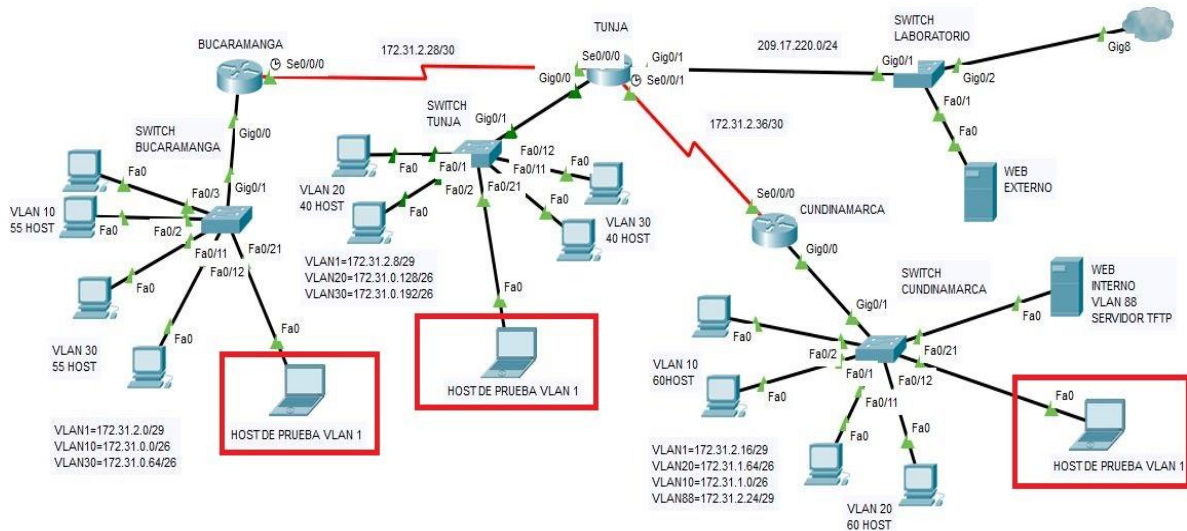 BUCARAMANGA
Se0/0/0
172.31.2.28/30
TUNJA
Se0/0/0
Gig0/1
Gig0/0
Se0/0/1
209.17.220.0/24
SWITCH
LABORATORIO
Gig0/1
Gig0/2
Gig8
Fa0/1
Fa0
WEB
EXTERNO
Gig0/0
SWITCH
BUCARAMANGA
Gig0/1
Fa0/3
Fa0/2
Fa0/11
Fa0/12
Fa0/21
Fa0
Fa0
Fa0
Fa0
Fa0
VLAN 10
55 HOST
VLAN 30
55 HOST
HOST DE PRUEBA VLAN 1
VLAN1=172.31.2.0/29
VLAN10=172.31.0.0/26
VLAN30=172.31.0.64/26
SWITCH
TUNJA
Gig0/1
Fa0/12
Fa0/1
Fa0/11
Fa0/2
Fa0/21
Fa0
Fa0
Fa0
Fa0
Fa0
VLAN 20
40 HOST
VLAN 30
40 HOST
VLAN1=172.31.2.8/29
VLAN20=172.31.0.128/26
VLAN30=172.31.0.192/26
HOST DE PRUEBA VLAN 1
172.31.2.36/30
Se0/0/0
CUNDINAMARCA
Gig0/0
SWITCH
CUNDINAMARCA
Gig0/1
WEB
INTERNO
VLAN 88
SERVIDOR TFTP
Fa0
Fa0/2
Fa0/21
Fa0/1
Fa0/12
Fa0/11
Fa0
Fa0
Fa0
Fa0
Fa0
VLAN 10
60HOST
VLAN 20
60 HOST
VLAN1=172.31.2.16/29
VLAN20=172.31.1.64/26
VLAN10=172.31.1.0/26
VLAN88=172.31.2.24/29
HOST DE PRUEBA VLAN 1